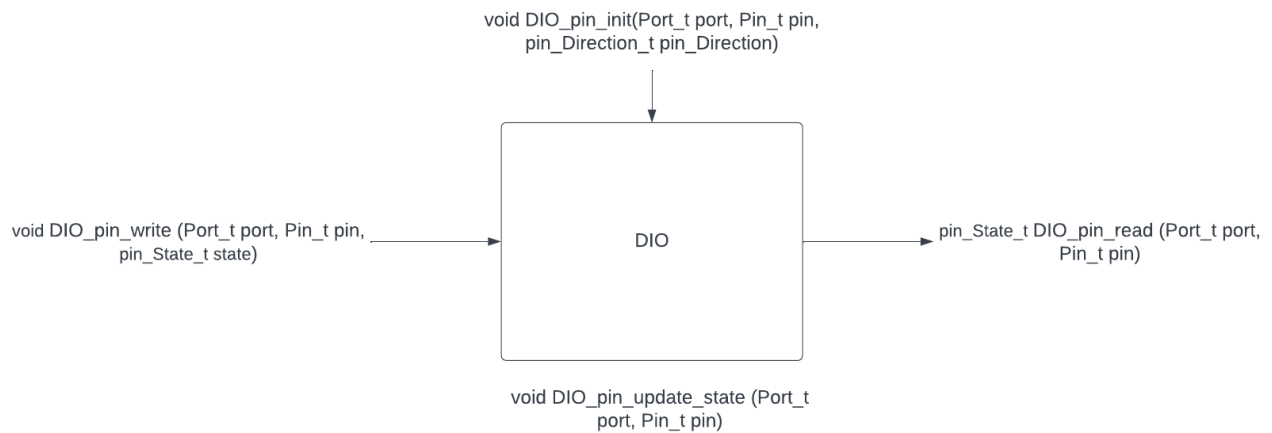 void DIO_pin_init(Port_t port, Pin_t pin,
pin_Direction_t pin_Direction)
void DIO_pin_write (Port_t port, Pin_t pin,
pin_State_t state)
DIO
pin_State_t DIO_pin_read (Port_t port,
Pin_t pin)
void DIO_pin_update_state (Port_t
port, Pin_t pin)